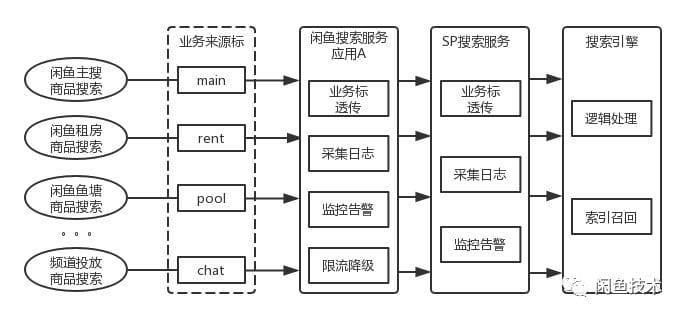 业务来源标
闲鱼搜索服务
应用A
SP搜索服务
搜索引擎
闲鱼主搜
商品搜索
main
业务标
透传
业务标
透传
逻辑处理
闲鱼租房
商品搜索
rent
采集日志
采集日志
闲鱼鱼塘
商品搜索
pool
监控告警
监控告警
索引召回
。。。
频道投放
商品搜索
chat
限流降级
闲鱼技术